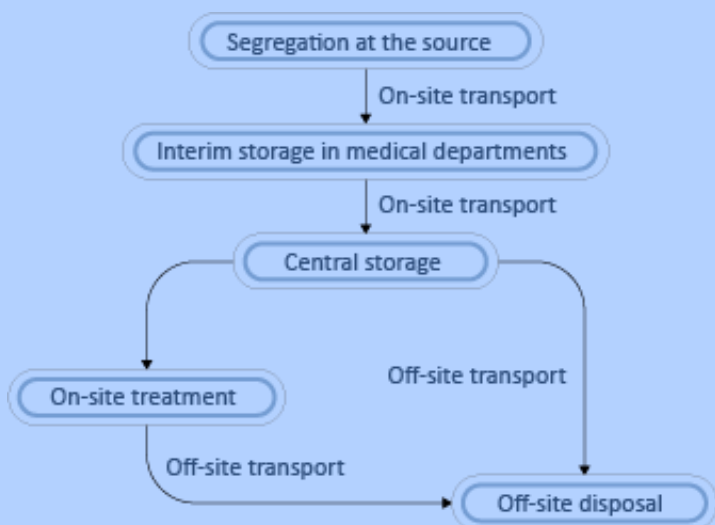 Segregation at the source
On-site transport
Interim storage in medical departments
On-site transport
Central storage
Off-site transport
On-site treatment
Off-site transport
Off-site disposal